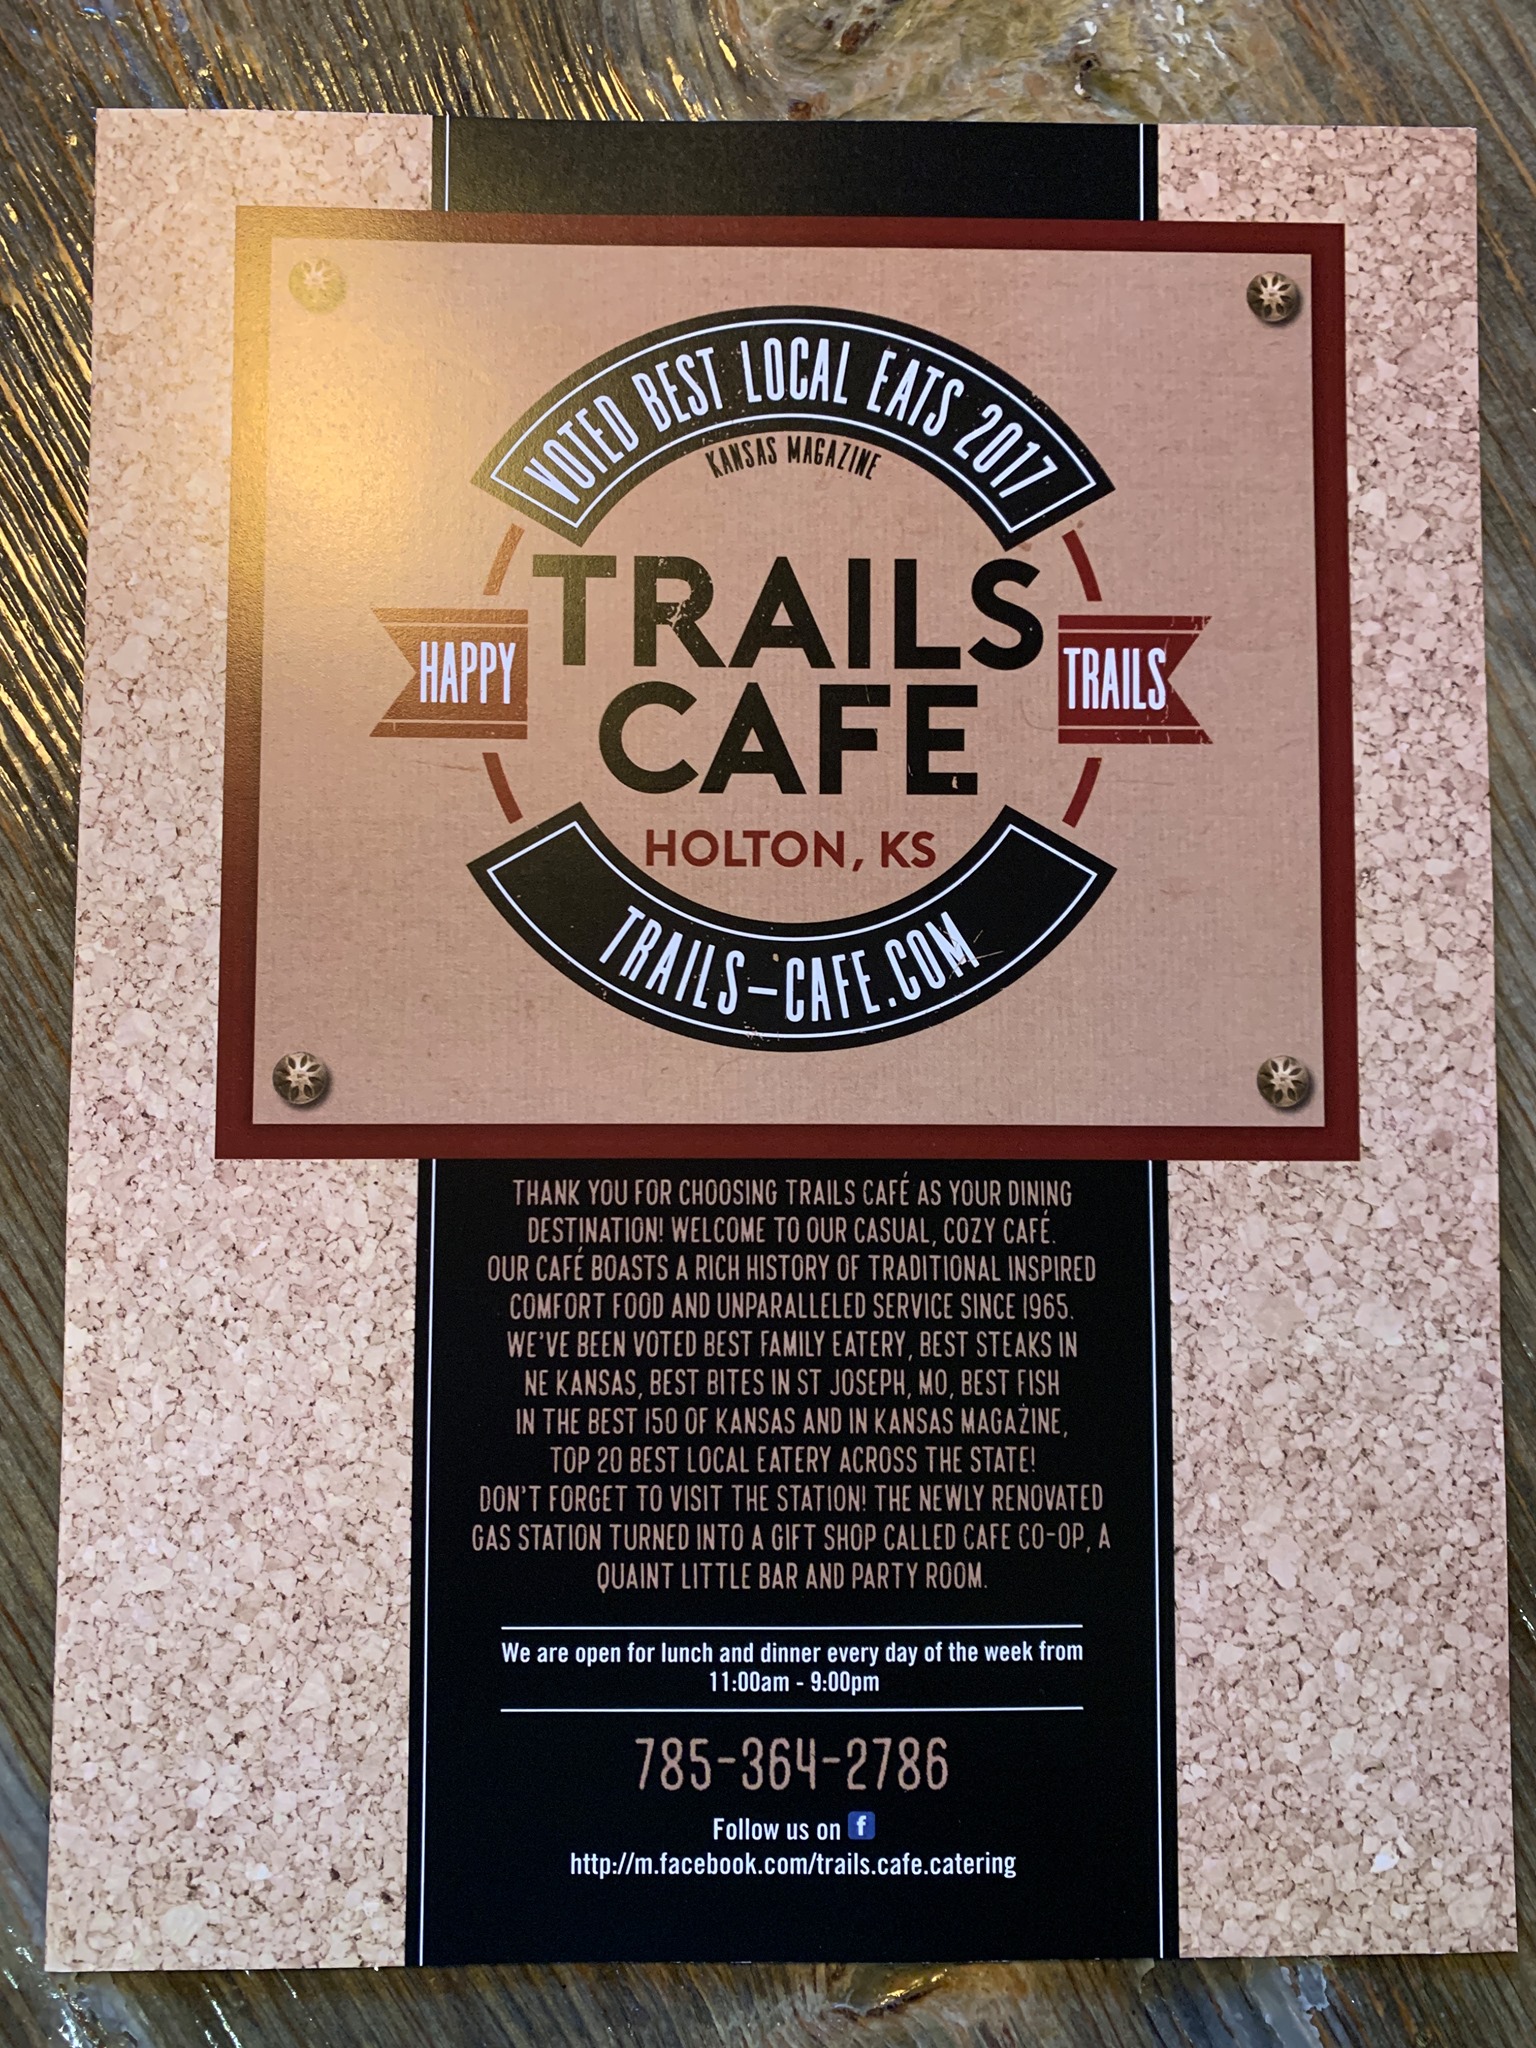 VOTED BEST LOCAL EATS 2017
KANSAS MAGAZINE
HAPPY
TRAILS
CAFE
TRAILS
HOLTON, KS
TRAILS-CAFE.COM
THANK YOU FOR CHOOSING TRAILS CAFÉ AS YOUR DINING
DESTINATION! WELCOME TO OUR CASUAL, COZY CAFÉ.
OUR CAFÉ BOASTS A RICH HISTORY OF TRADITIONAL INSPIRED
COMFORT FOOD AND UNPARALLELED SERVICE SINCE 1965.
WE'VE BEEN VOTED BEST FAMILY EATERY, BEST STEAKS IN
NE KANSAS, BEST BITES IN ST JOSEPH, MO, BEST FISH
IN THE BEST 150 OF KANSAS AND IN KANSAS MAGAZINE,
TOP 20 BEST LOCAL EATERY ACROSS THE STATE!
DON'T FORGET TO VISIT THE STATION! THE NEWLY RENOVATED
GAS STATION TURNED INTO A GIFT SHOP CALLED CAFE CO-OP, A
QUAINT LITTLE BAR AND PARTY ROOM.
We are open for lunch and dinner every day of the week from
11:00am - 9:00pm
785-364-2786
Follow us on f
http://m.facebook.com/trails.cafe.catering